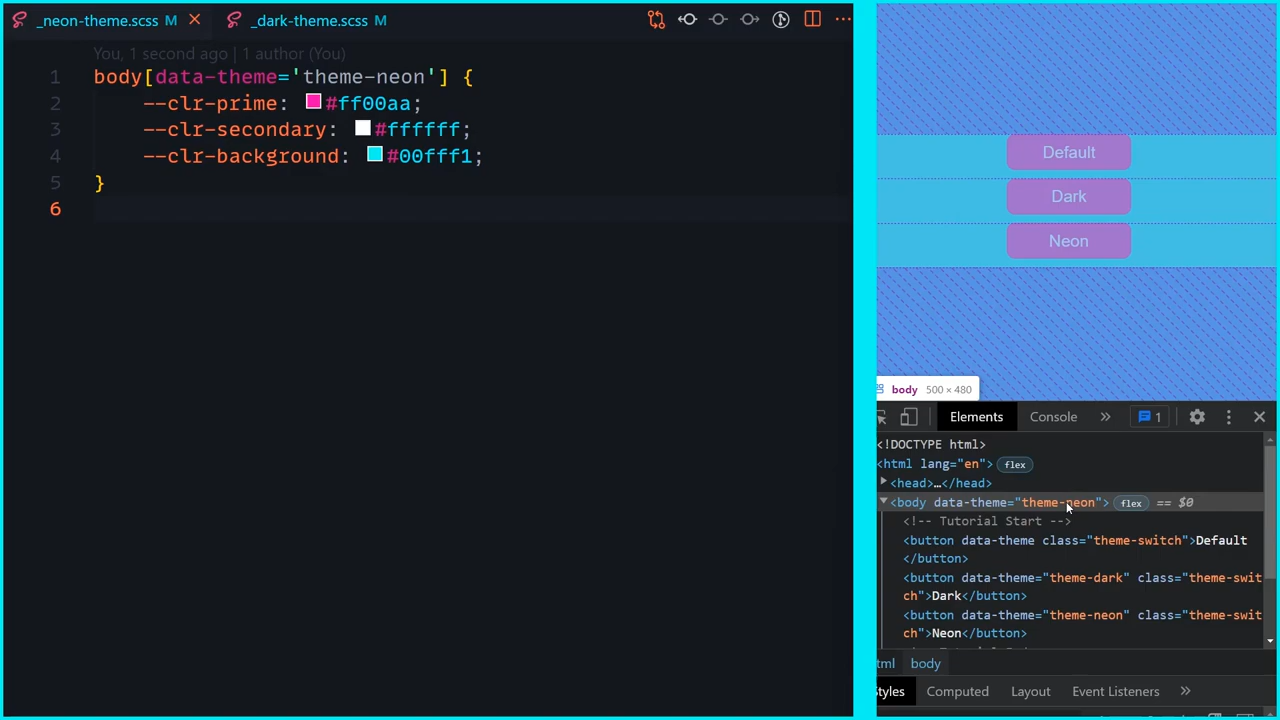 _neon-theme.scss M
_dark-theme.scss M
You, 1 second ago | 1 author (You)
1 body[data-theme='theme-neon'] {
2 --clr-prime: #ff00aa;
3 --clr-secondary: #ffffff;
4 --clr-background: #00fff1;
5 }
6
Default
Dark
Neon
body 500 × 480
Elements Console » 1
<!DOCTYPE html>
<html lang="en"> flex
<head>…</head>
<body data-theme="theme-neon"> flex == $0
<!-- Tutorial Start -->
<button data-theme class="theme-switch">Default
</button>
<button data-theme="theme-dark" class="theme-swit
ch">Dark</button>
<button data-theme="theme-neon" class="theme-swit
ch">Neon</button>
html body
Styles Computed Layout Event Listeners »